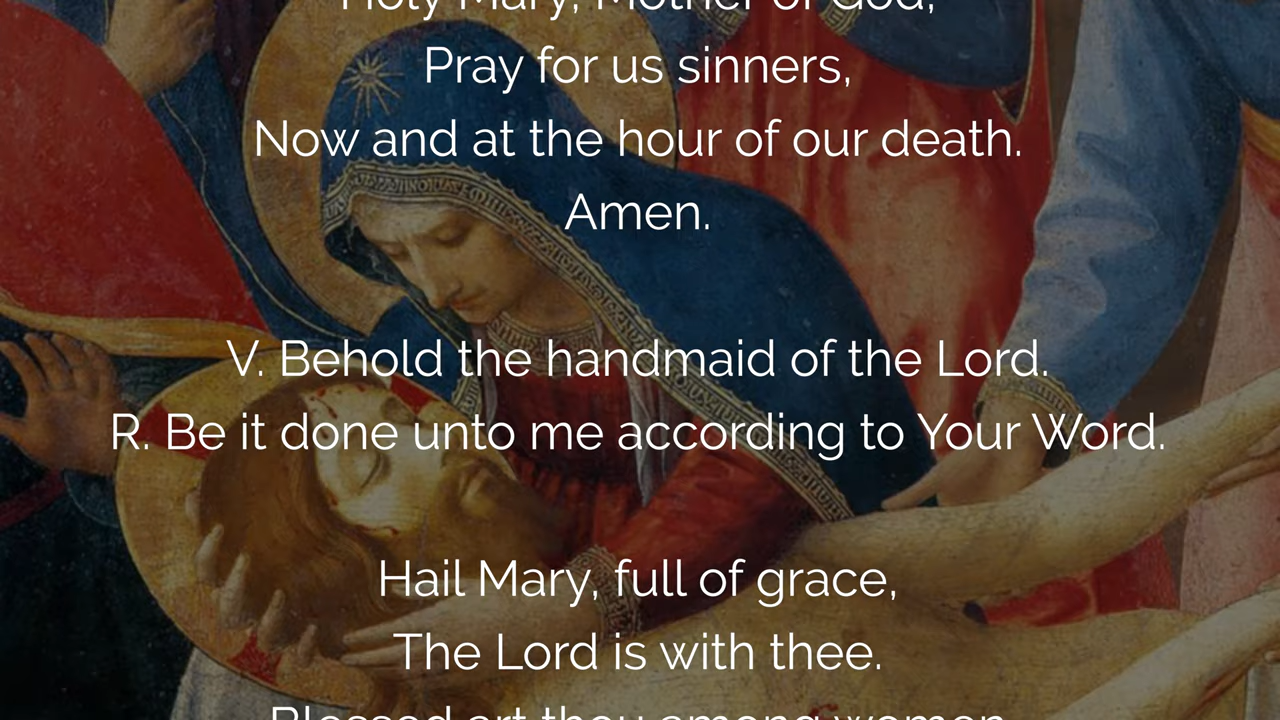 Holy Mary, Mother of God,
Pray for us sinners,
Now and at the hour of our death.
Amen.
V. Behold the handmaid of the Lord.
R. Be it done unto me according to Your Word.
Hail Mary, full of grace,
The Lord is with thee.
Blessed art thou among women